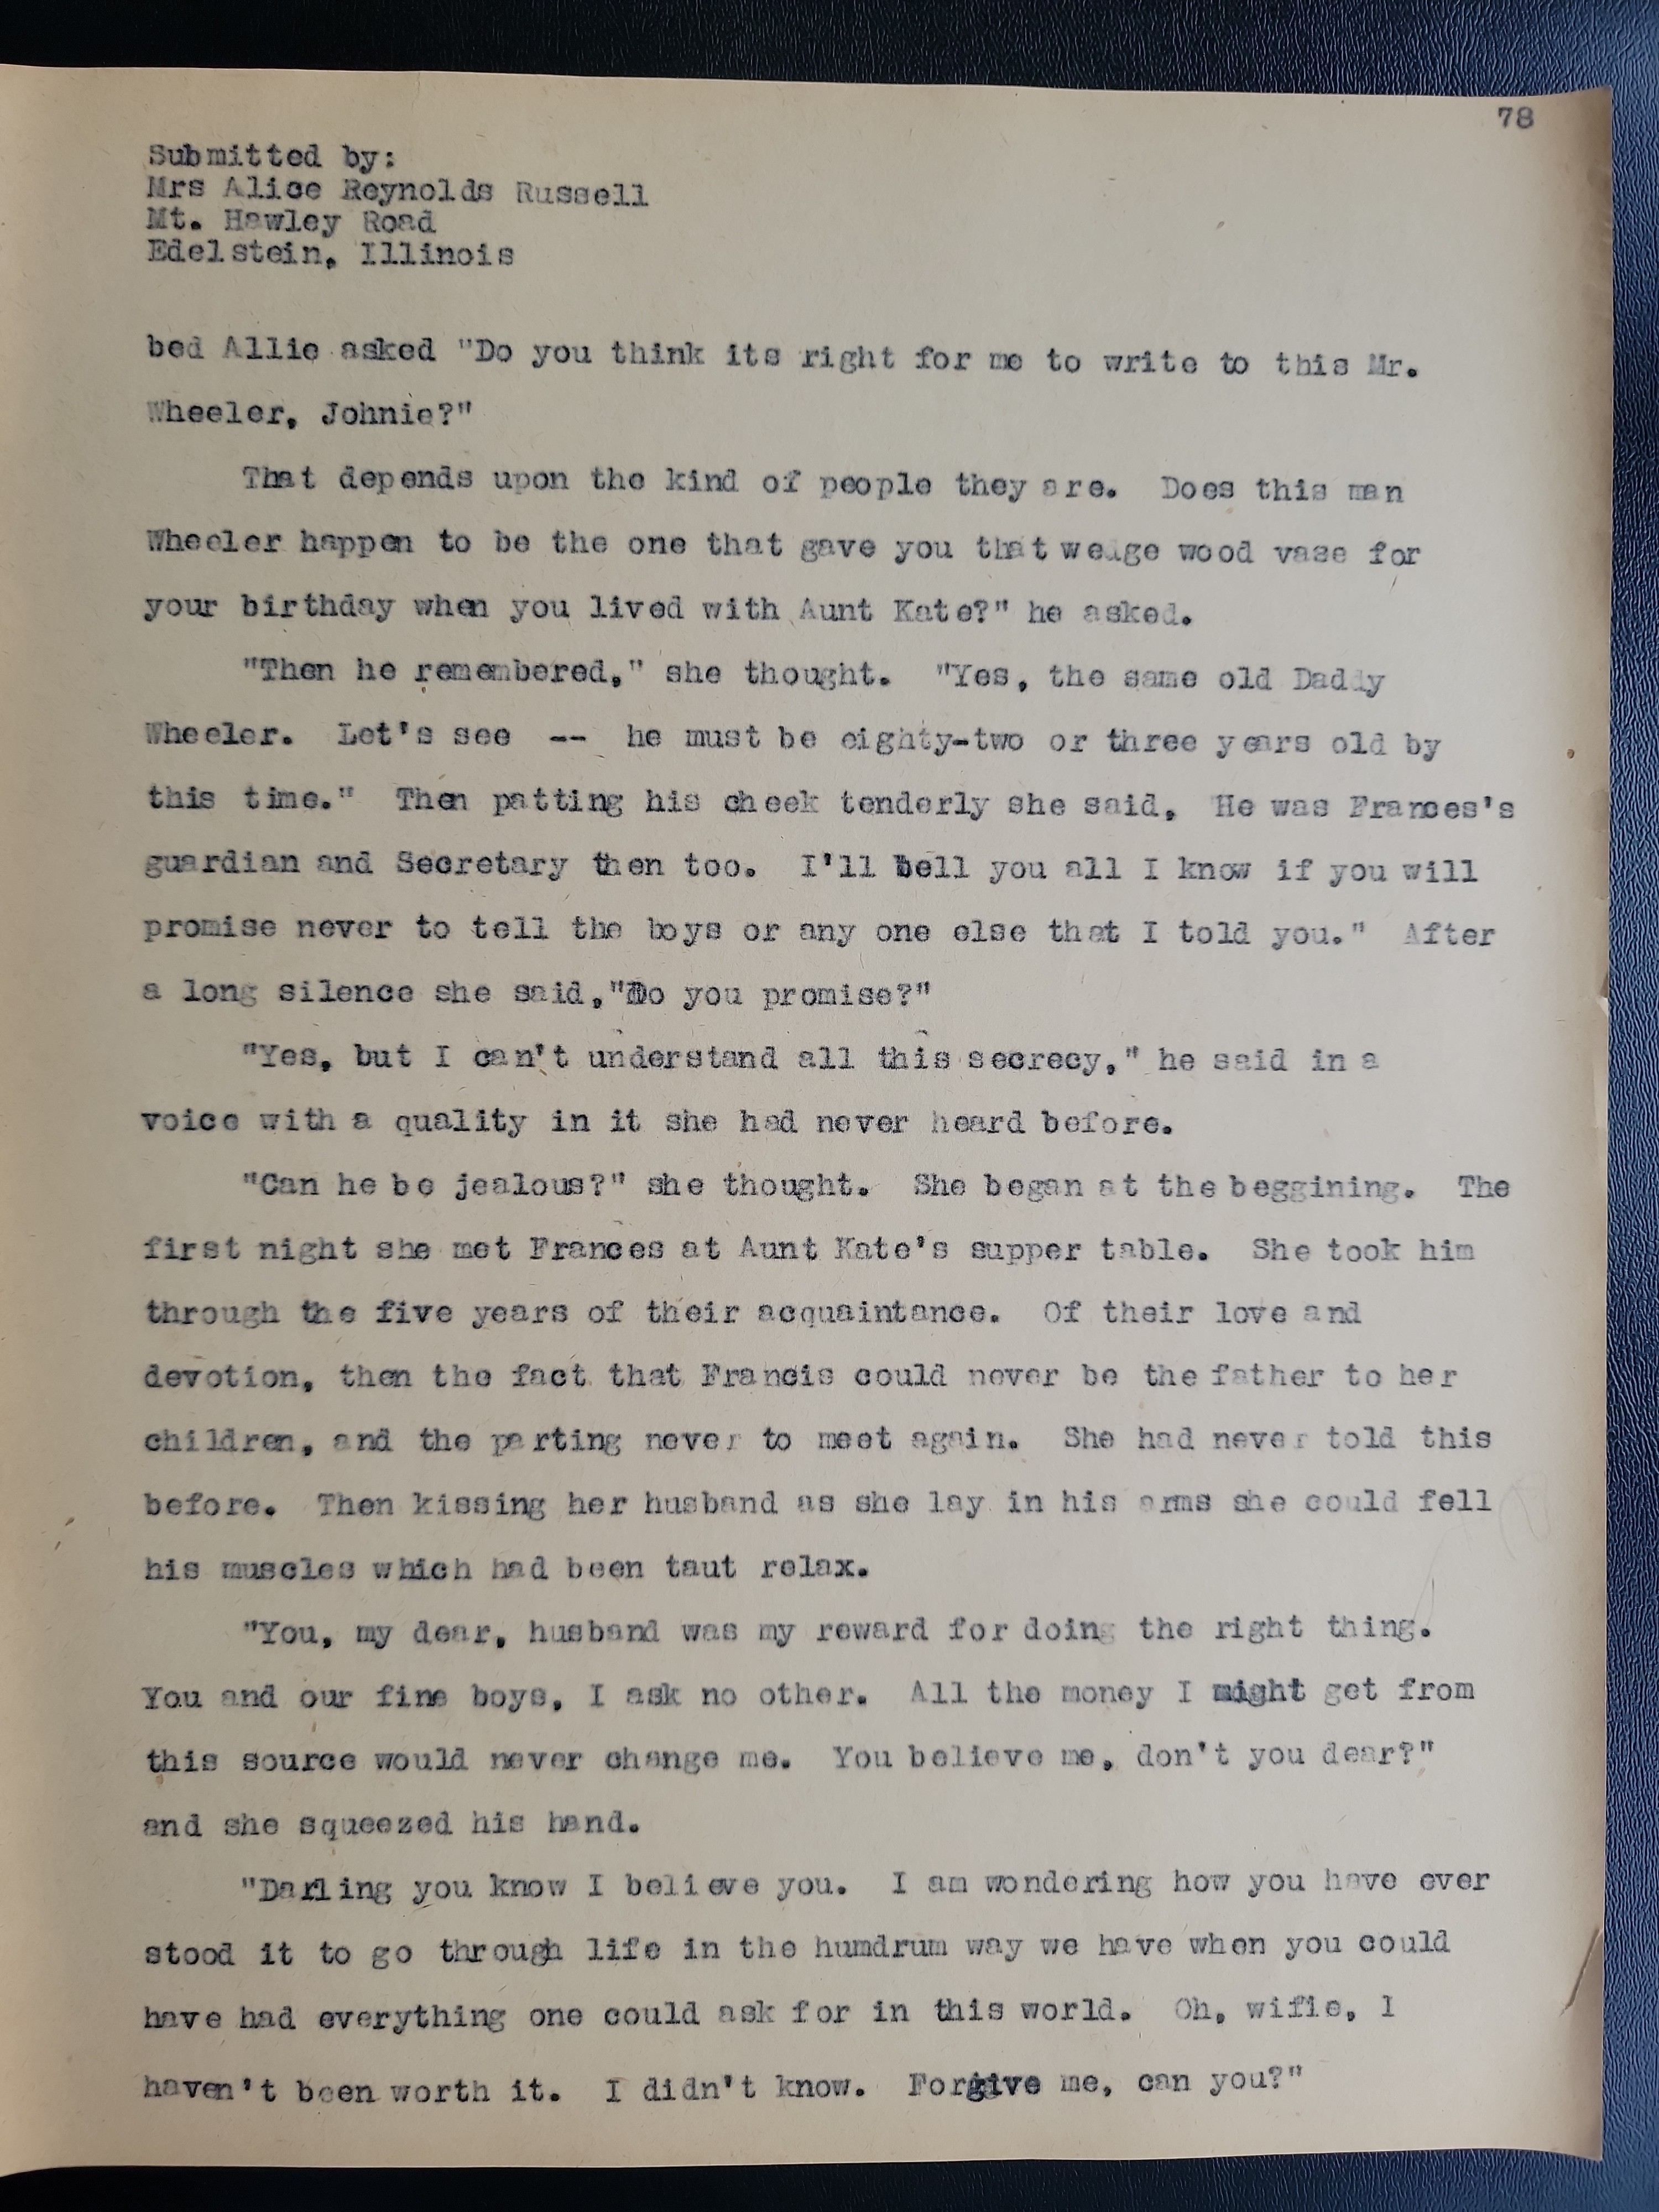 78
Submitted by:
Mrs Alice Reynolds Russell
Mt. Hawley Road
Edelstein, Illinois
bed Allie asked "Do you think its right for me to write to this Mr.
Wheeler, Johnie?"
That depends upon the kind of people they are. Does this man
Wheeler happen to be the one that gave you that wedge wood vase for
your birthday when you lived with Aunt Kate?" he asked.
"Then he remembered," she thought. "Yes, the same old Daddy
Wheeler. Let's see -- he must be eighty-two or three years old by
this time." Then patting his cheek tenderly she said, He was Frances's
guardian and Secretary then too. I'll tell you all I know if you will
promise never to tell the boys or any one else that I told you." After
a long silence she said,"Do you promise?"
"Yes, but I can't understand all this secrecy," he said in a
voice with a quality in it she had never heard before.
"Can he be jealous?" she thought. She began at the beggining. The
first night she met Frances at Aunt Kate's supper table. She took him
through the five years of their acquaintance. Of their love and
devotion, then the fact that Francis could never be the father to her
children, and the parting never to meet again. She had never told this
before. Then kissing her husband as she lay in his arms she could fell
his muscles which had been taut relax.
"You, my dear, husband was my reward for doing the right thing.
You and our fine boys, I ask no other. All the money I might get from
this source would never change me. You believe me, don't you dear?"
and she squeezed his hand.
"Darling you know I believe you. I am wondering how you have ever
stood it to go through life in the humdrum way we have when you could
have had everything one could ask for in this world. Oh, wifie, I
haven't been worth it. I didn't know. Forgive me, can you?"